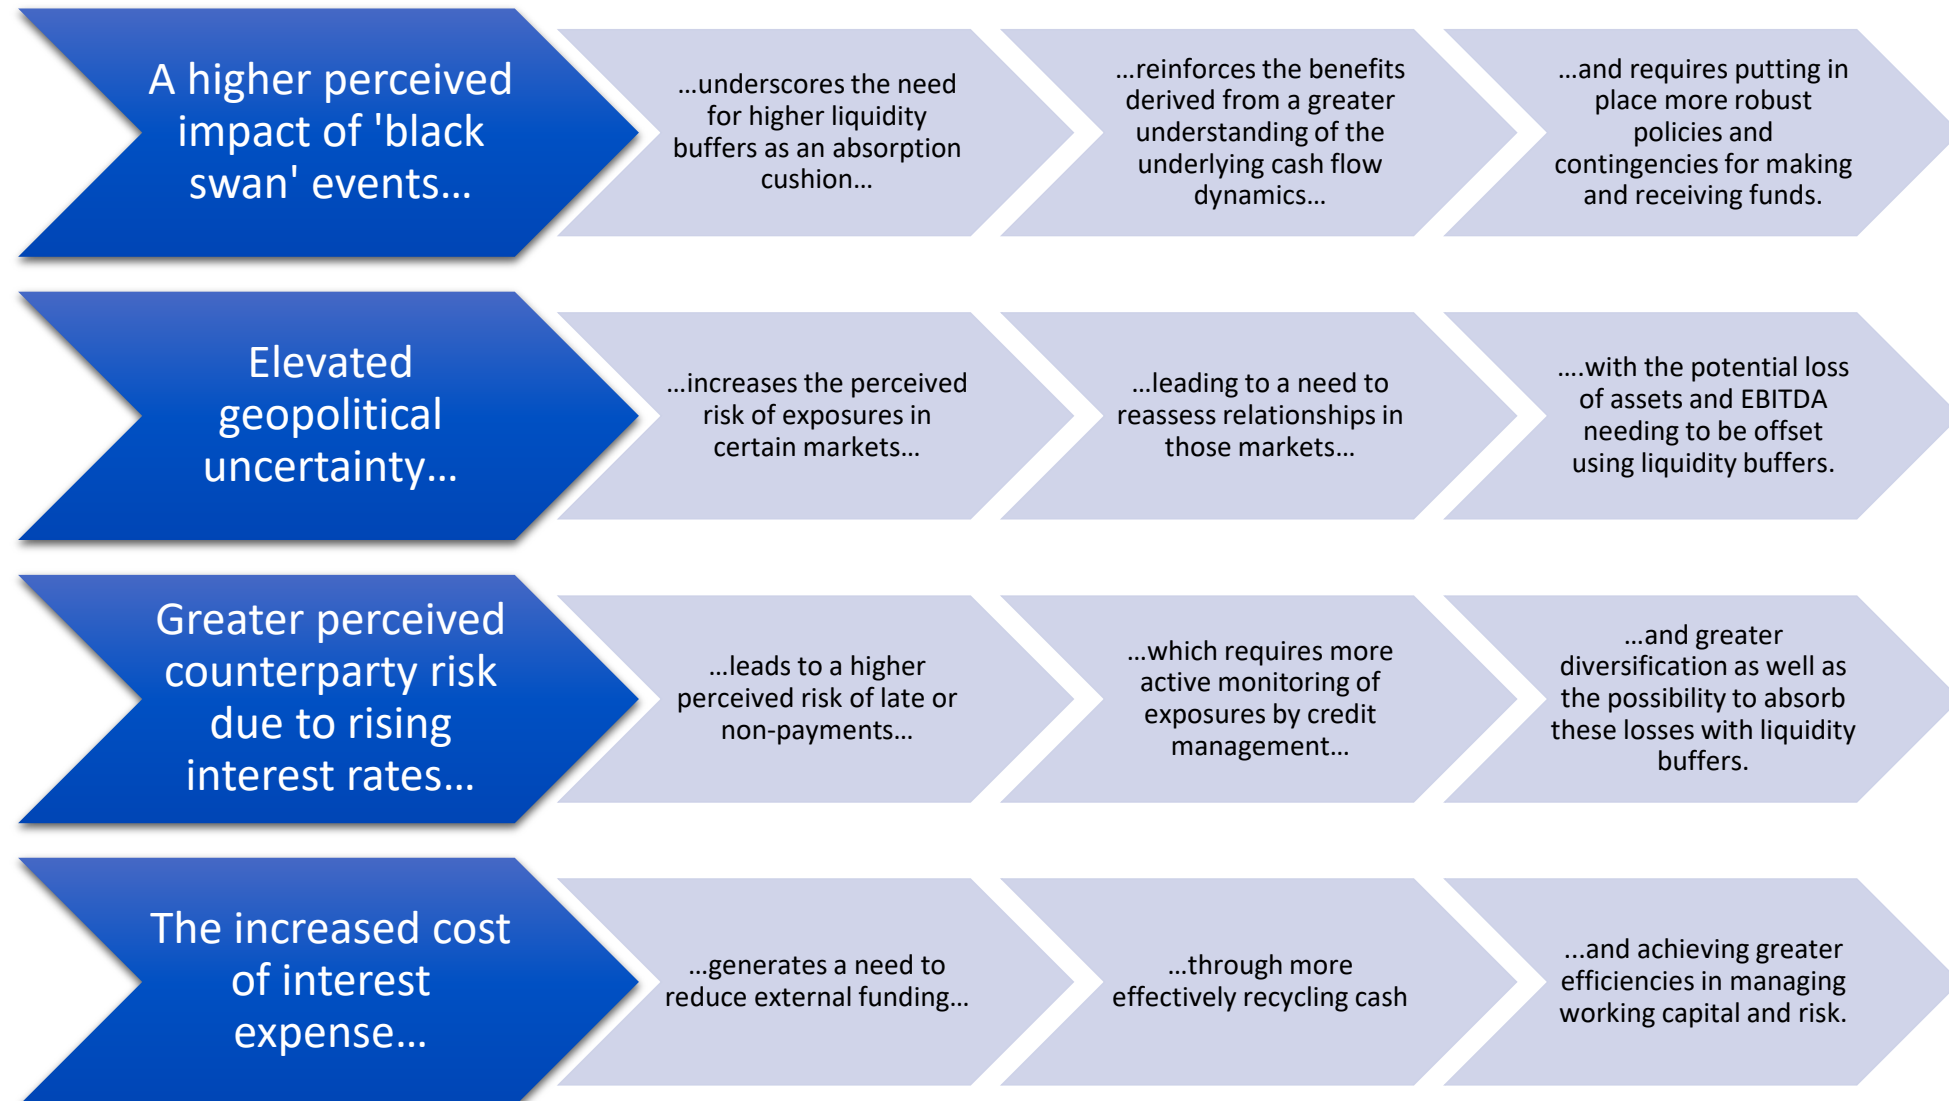 A higher perceived
impact of 'black
swan' events...
...underscores the need
for higher liquidity
buffers as an absorption
cushion...
...reinforces the benefits
derived from a greater
understanding of the
underlying cash flow
dynamics...
...and requires putting in
place more robust
policies and
contingencies for making
and receiving funds.
Elevated
geopolitical
uncertainty...
...increases the perceived
risk of exposures in
certain markets...
...leading to a need to
reassess relationships in
those markets...
....with the potential loss
of assets and EBITDA
needing to be offset
using liquidity buffers.
Greater perceived
counterparty risk
due to rising
interest rates...
...leads to a higher
perceived risk of late or
non-payments...
...which requires more
active monitoring of
exposures by credit
management...
...and greater
diversification as well as
the possibility to absorb
these losses with liquidity
buffers.
The increased cost
of interest
expense...
...generates a need to
reduce external funding...
...through more
effectively recycling cash
...and achieving greater
efficiencies in managing
working capital and risk.